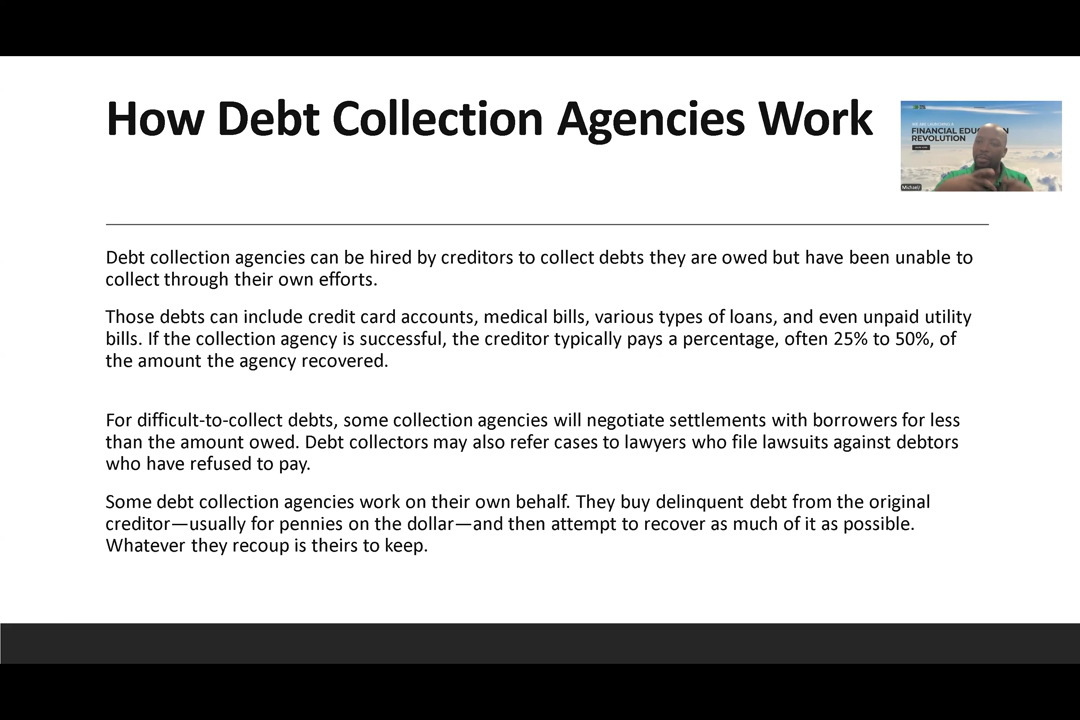 How Debt Collection Agencies Work
WE ARE LAUNCHING A
FINANCIAL EDUC
N
REVOLUTION
Michael
Debt collection agencies can be hired by creditors to collect debts they are owed but have been unable to
collect through their own efforts.
Those debts can include credit card accounts, medical bills, various types of loans, and even unpaid utility
bills. If the collection agency is successful, the creditor typically pays a percentage, often 25% to 50%, of
the amount the agency recovered.
For difficult-to-collect debts, some collection agencies will negotiate settlements with borrowers for less
than the amount owed. Debt collectors may also refer cases to lawyers who file lawsuits against debtors
who have refused to pay.
Some debt collection agencies work on their own behalf. They buy delinquent debt from the original
creditor—usually for pennies on the dollar—and then attempt to recover as much of it as possible.
Whatever they recoup is theirs to keep.